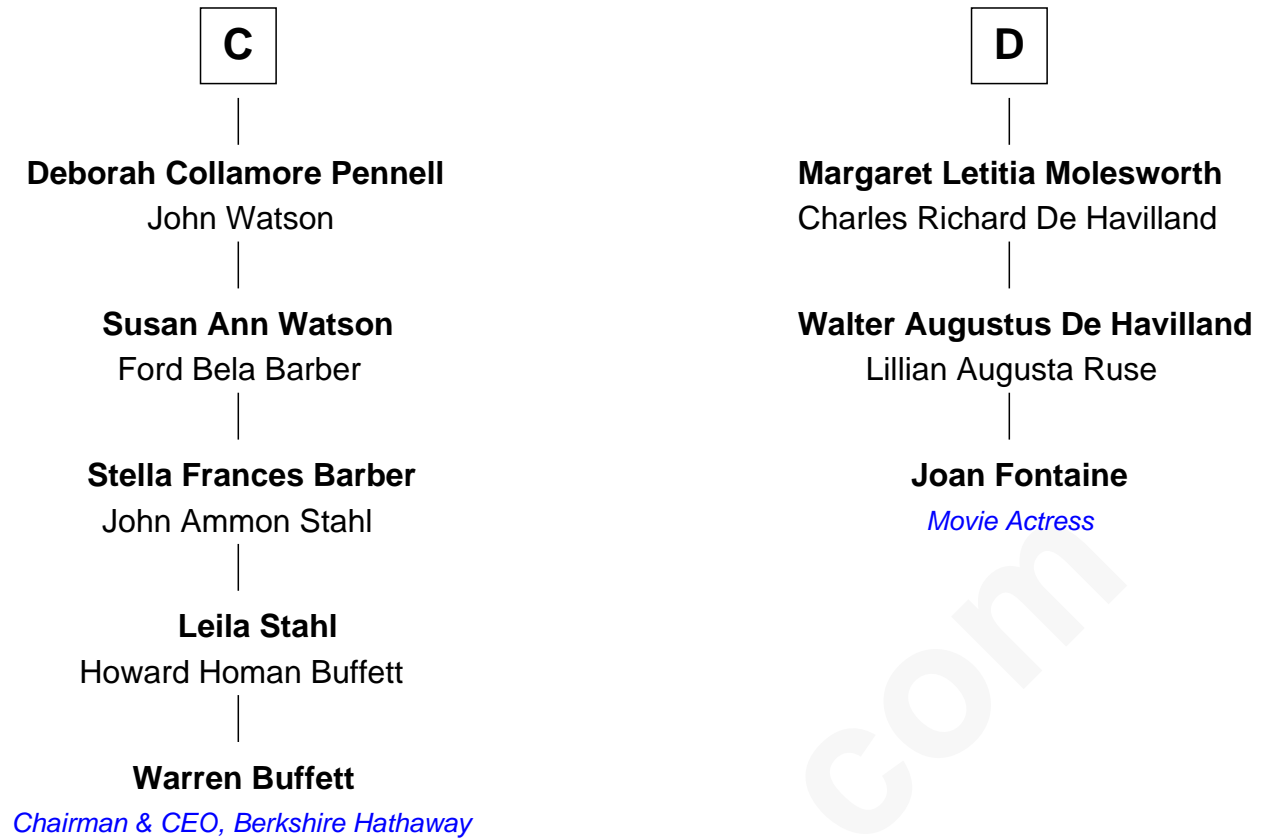 C
Deborah Collamore Pennell
John Watson
Susan Ann Watson
Ford Bela Barber
Stella Frances Barber
John Ammon Stahl
Leila Stahl
Howard Homan Buffett
Warren Buffett
Chairman & CEO, Berkshire Hathaway
D
Margaret Letitia Molesworth
Charles Richard De Havilland
Walter Augustus De Havilland
Lillian Augusta Ruse
Joan Fontaine
Movie Actress
com